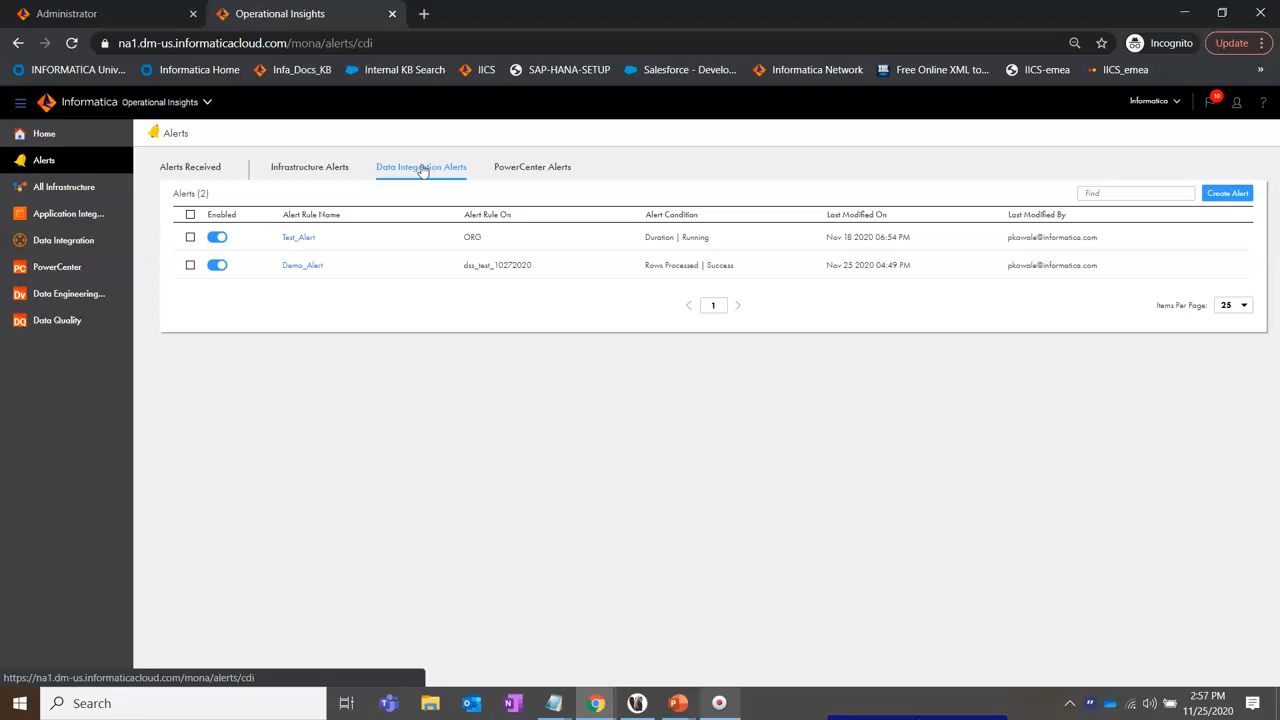 Administrator
Operational Insights
na1.dm-us.informaticacloud.com/mona/alerts/cdi
Incognito
Update
INFORMATICA Univ...
Informatica Home
Infa_Docs_KB
Internal KB Search
IICS
SAP-HANA-SETUP
Salesforce - Develo...
Informatica Network
Free Online XML to...
IICS-emea
IICS_emea
»
Informatica Operational Insights
Informatica
10
?
Home
Alerts
All Infrastructure
Application Integ...
Data Integration
PC PowerCenter
Dv Data Engineering...
DQ Data Quality
Alerts
Alerts Received
Infrastructure Alerts
Data Integration Alerts
PowerCenter Alerts
Alerts (2)
Find
Create Alert
Enabled Alert Rule Name Alert Rule On Alert Condition Last Modified On Last Modified By
Test_Alert ORG Duration | Running Nov 18 2020 06:54 PM pkawale@informatica.com
Demo_Alert dss_test_10272020 Rows Processed | Success Nov 25 2020 04:49 PM pkawale@informatica.com
1
Items Per Page: 25
https://na1.dm-us.informaticacloud.com/mona/alerts/cdi
Search
2:57 PM
11/25/2020